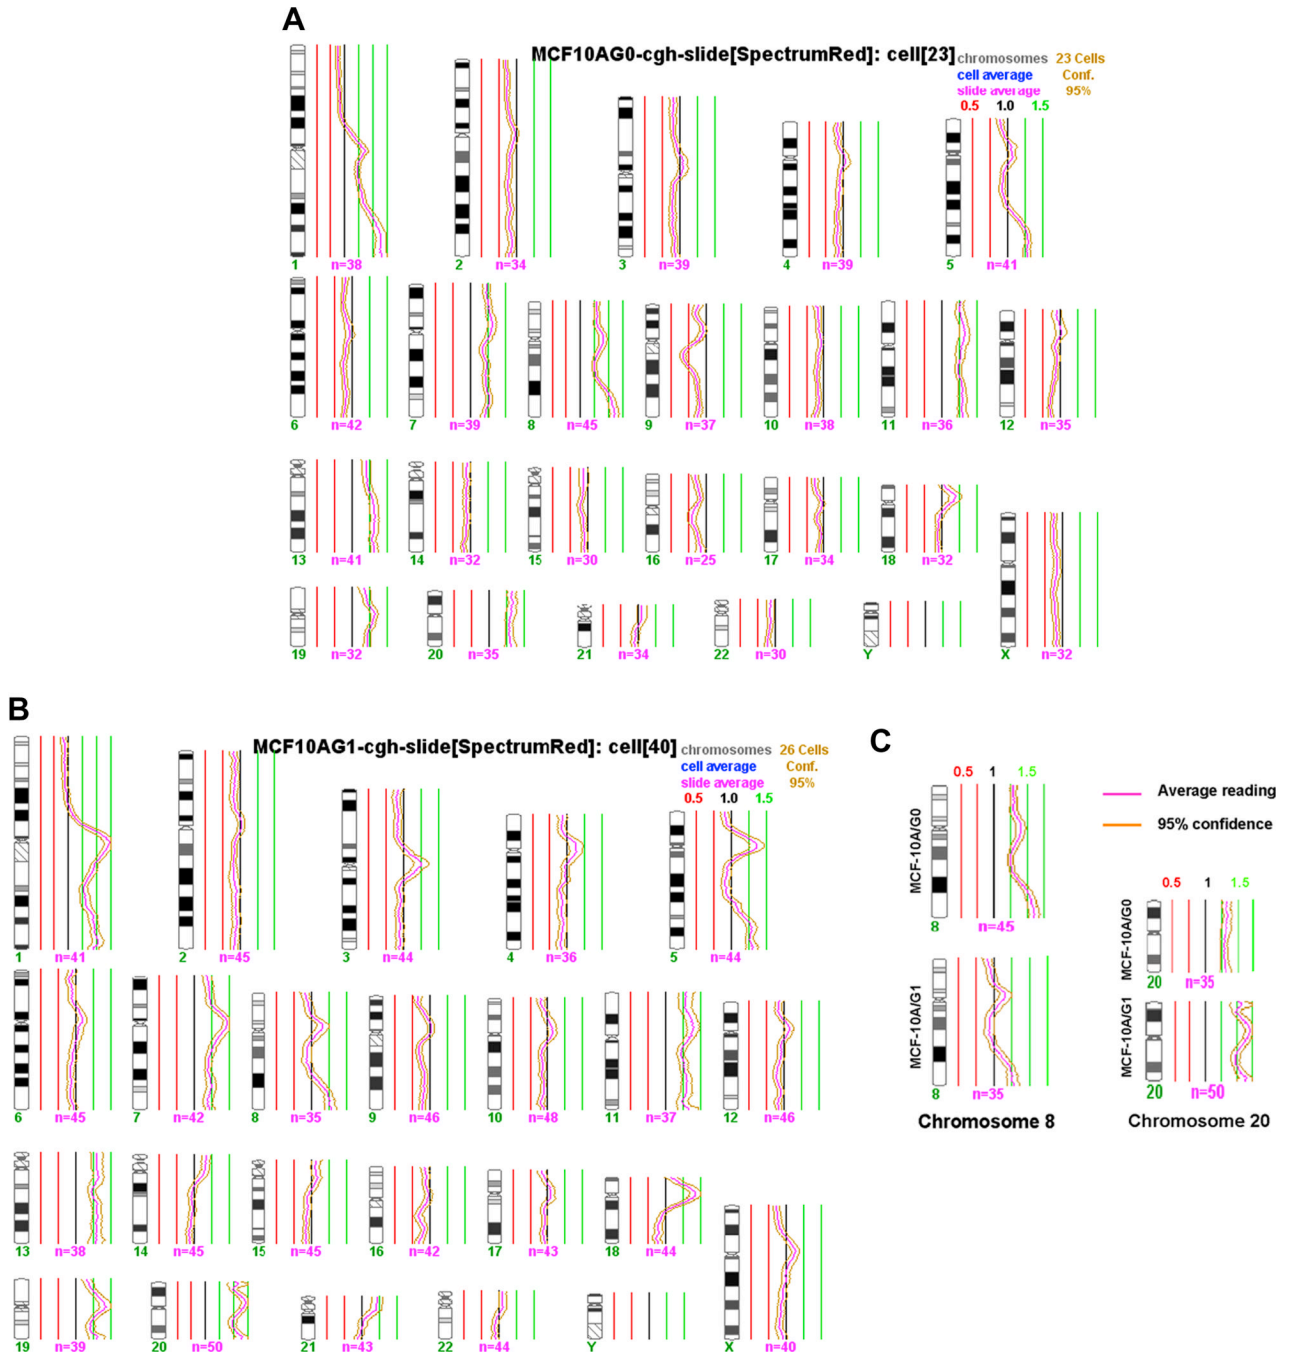 A
MCF10AG0-cgh-slide[SpectrumRed]: cell[23]
chromosomes 23 Cells
cell average Conf.
slide average 95%
0.5 1.0 1.5
1 n=38 2 n=34 3 n=39 4 n=39 5 n=41
6 n=42 7 n=39 8 n=45 9 n=37 10 n=38 11 n=36 12 n=35
13 n=41 14 n=32 15 n=30 16 n=25 17 n=34 18 n=32
19 n=32 20 n=35 21 n=34 22 n=30 Y X n=32
B
MCF10AG1-cgh-slide[SpectrumRed]: cell[40]
chromosomes 26 Cells
cell average Conf.
slide average 95%
0.5 1.0 1.5
1 n=41 2 n=45 3 n=44 4 n=36 5 n=44
6 n=45 7 n=42 8 n=35 9 n=46 10 n=48 11 n=37 12 n=46
13 n=38 14 n=45 15 n=45 16 n=42 17 n=43 18 n=44
19 n=39 20 n=50 21 n=43 22 n=44 Y X n=40
C
0.5 1 1.5
MCF-10A/G0
8 n=45
MCF-10A/G1
8 n=35
Chromosome 8
Average reading
95% confidence
0.5 1 1.5
MCF-10A/G0
20 n=35
MCF-10A/G1
20 n=50
Chromosome 20